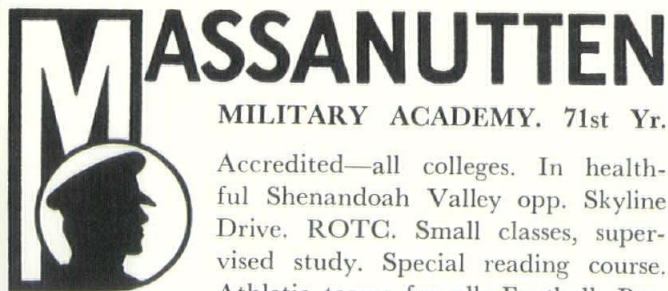 MASSANUTTEN
MILITARY ACADEMY. 71st Yr.
Accredited—all colleges. In health-
ful Shenandoah Valley opp. Skyline
Drive. ROTC. Small classes, super-
vised study. Special reading course.